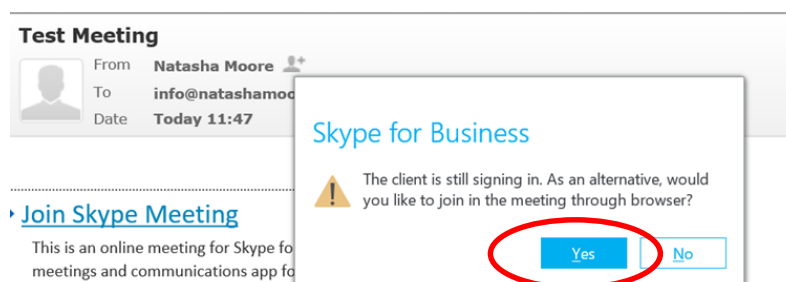 Test Meeting
From Natasha Moore
To info@natashamoo
Date Today 11:47
Skype for Business
The client is still signing in. As an alternative, would
you like to join in the meeting through browser?
Yes No
Join Skype Meeting
This is an online meeting for Skype fo
meetings and communications app fo